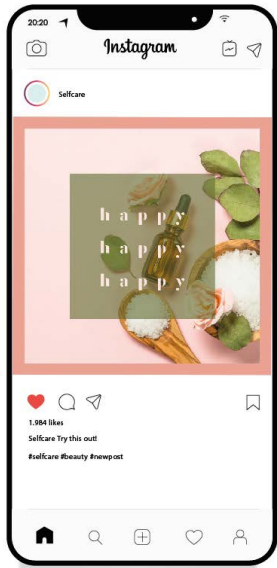 20:20
Instagram
Selfcare
happy
happy
happy
1.984 likes
Selfcare Try this out!
#selfcare #beauty #newpost